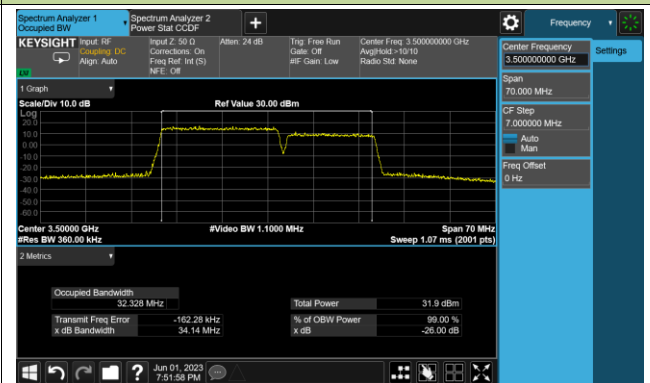 Spectrum Analyzer 1
Occupied BW
Spectrum Analyzer 2
Power Stat CCDF
+
Frequency
KEYSIGHT
Input: RF
Coupling: DC
Align: Auto
Input Z: 50 Ω
Corrections: On
Freq Ref: Int (S)
NFE: Off
Atten: 24 dB
Trig: Free Run
Gate: Off
#IF Gain: Low
Center Freq: 3.500000000 GHz
Avg|Hold:>10/10
Radio Std: None
Center Frequency
3.500000000 GHz
Settings
Span
70.000 MHz
CF Step
7.000000 MHz
Auto
Man
Freq Offset
0 Hz
1 Graph
Scale/Div 10.0 dB
Ref Value 30.00 dBm
Log
20.0
10.0
0.00
-10.0
-20.0
-30.0
-40.0
-50.0
-60.0
Center 3.50000 GHz
#Video BW 1.1000 MHz
Span 70 MHz
#Res BW 360.00 kHz
Sweep 1.07 ms (2001 pts)
2 Metrics
Occupied Bandwidth
32.328 MHz
Total Power
31.9 dBm
Transmit Freq Error
-162.28 kHz
% of OBW Power
99.00 %
x dB Bandwidth
34.14 MHz
x dB
-26.00 dB
?
Jun 01, 2023
7:51:58 PM